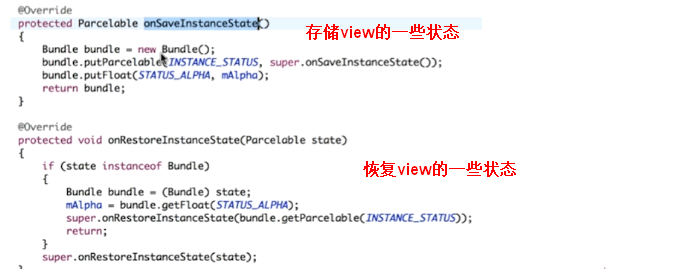 @Override
protected Parcelable onSaveInstanceState()
存储view的一些状态
{
Bundle bundle = new Bundle();
bundle.putParcelable(INSTANCE_STATUS, super.onSaveInstanceState());
bundle.putFloat(STATUS_ALPHA, mAlpha);
return bundle;
}
@Override
protected void onRestoreInstanceState(Parcelable state)
{
if (state instanceof Bundle)
恢复view的一些状态
{
Bundle bundle = (Bundle) state;
mAlpha = bundle.getFloat(STATUS_ALPHA);
super.onRestoreInstanceState(bundle.getParcelable(INSTANCE_STATUS));
return;
}
super.onRestoreInstanceState(state);
}